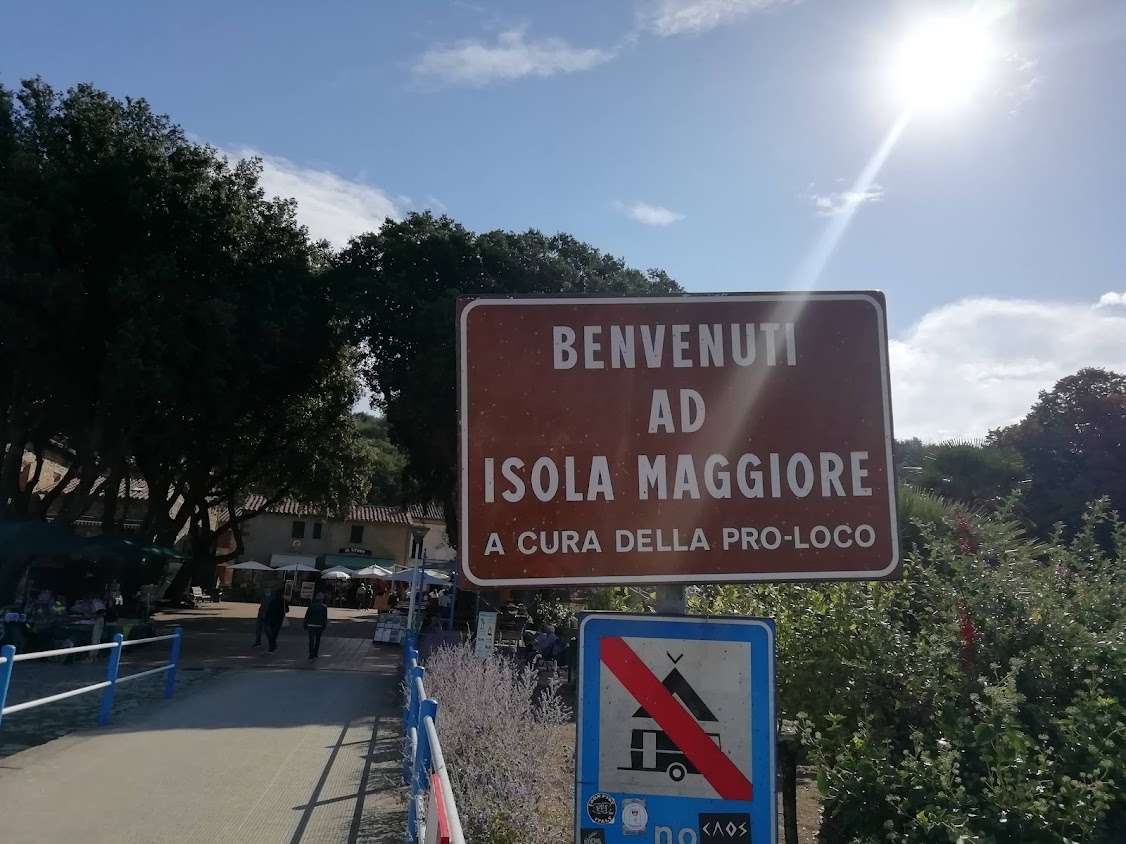 BENVENUTI
AD
ISOLA MAGGIORE
A CURA DELLA PRO-LOCO
no
CAOS